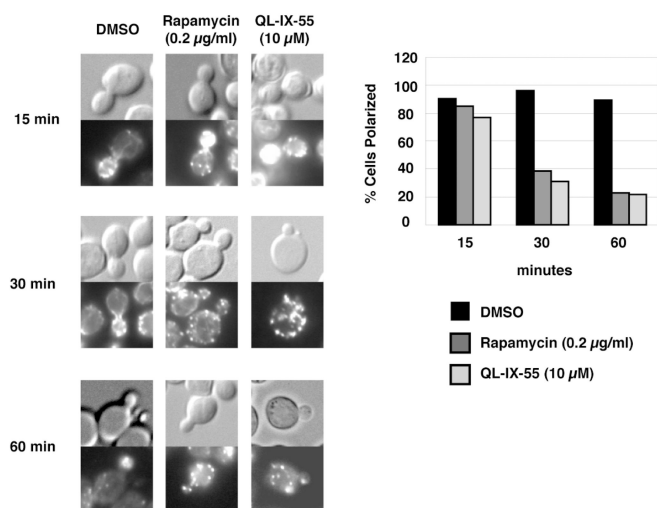 DMSO
Rapamycin
(0.2 µg/ml)
QL-IX-55
(10 µM)
15 min
30 min
60 min
% Cells Polarized
120
100
80
60
40
20
0
15 30 60
minutes
DMSO
Rapamycin (0.2 µg/ml)
QL-IX-55 (10 µM)